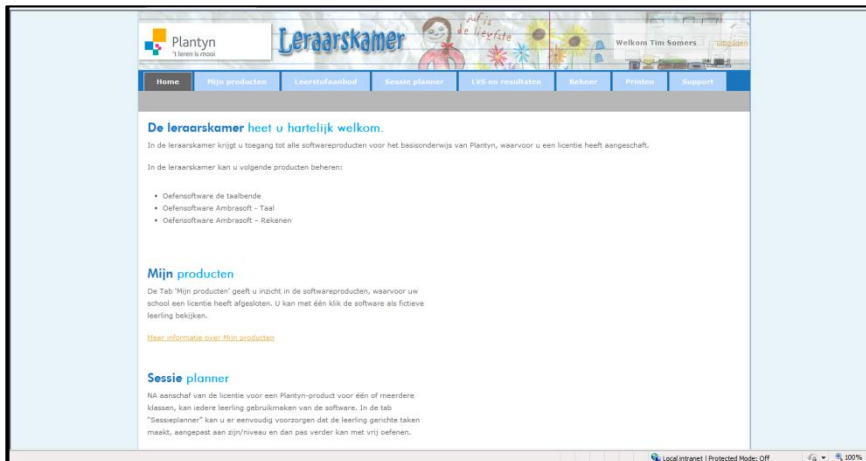 Plantyn
't leren is mooi
Leraarskamer
Juf is
de liefste
Welkom Tim Somers
Uitloggen
Home Mijn producten Leerstofaanbod Sessie planner LVS en resultaten Beheer Printen Support
De leraarskamer heet u hartelijk welkom.
In de leraarskamer krijgt u toegang tot alle softwareproducten voor het basisonderwijs van Plantyn, waarvoor u een licentie heeft aangeschaft.
In de leraarskamer kan u volgende producten beheren:
• Oefensoftware de taalbende
• Oefensoftware Ambrasoft - Taal
• Oefensoftware Ambrasoft - Rekenen
Mijn producten
De Tab 'Mijn producten' geeft u inzicht in de softwareproducten, waarvoor uw
school een licentie heeft afgesloten. U kan met één klik de software als fictieve
leerling bekijken.
Meer informatie over Mijn producten
Sessie planner
NA aanschaf van de licentie voor een Plantyn-product voor één of meerdere
klassen, kan iedere leerling gebruikmaken van de software. In de tab
"Sessieplanner" kan u er eenvoudig voorzorgen dat de leerling gerichte taken
maakt, aangepast aan zijn/niveau en dan pas verder kan met vrij oefenen.
Local intranet | Protected Mode: Off 100%